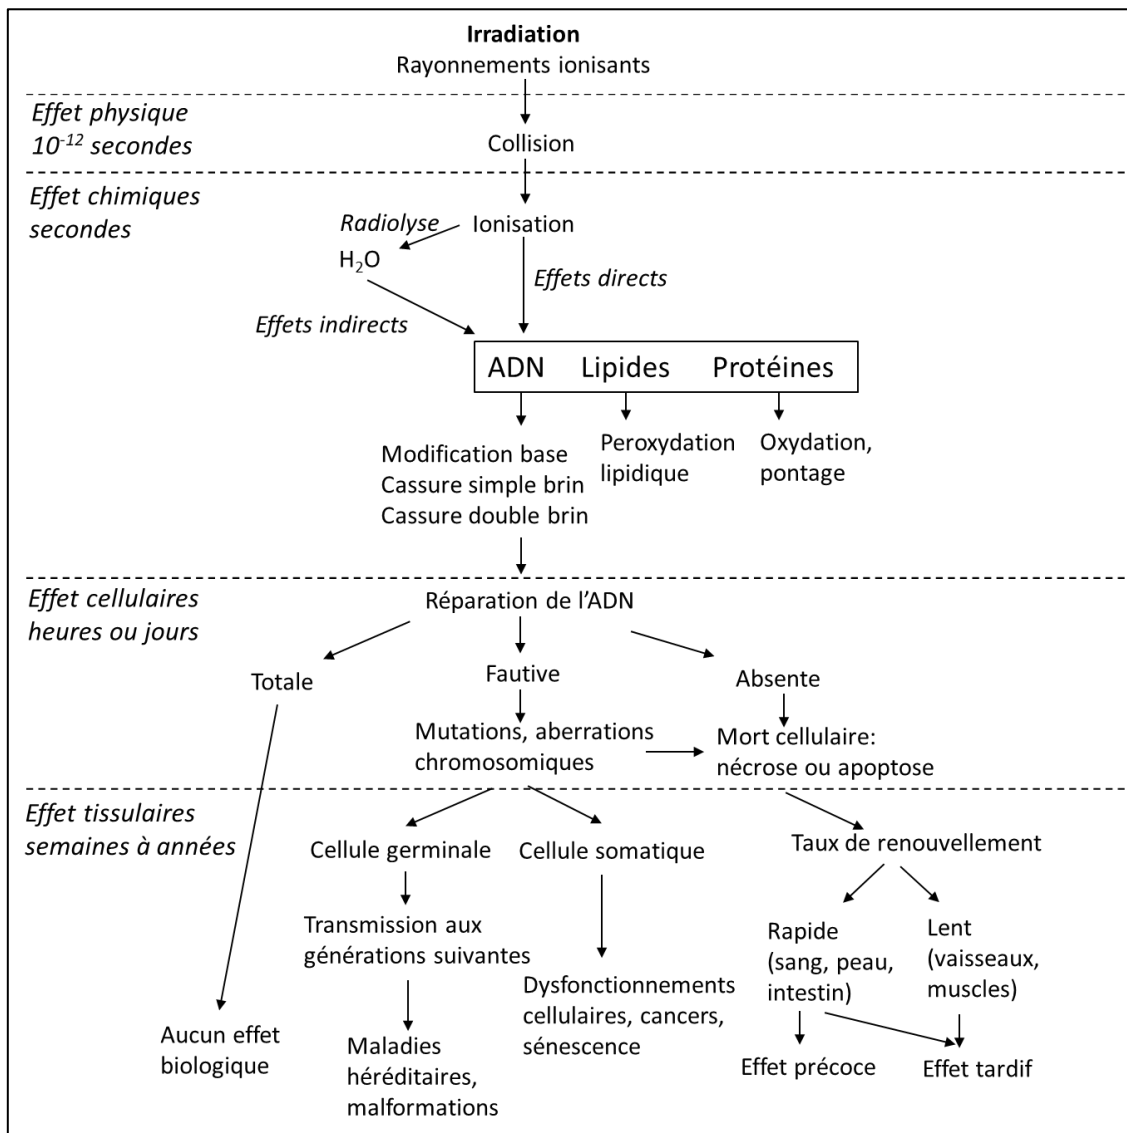 Irradiation
Rayonnements ionisants
Effet physique
10⁻¹² secondes
Collision
Effet chimiques
secondes
Radiolyse
Ionisation
H₂O
Effets directs
Effets indirects
ADN Lipides Protéines
Modification base
Cassure simple brin
Cassure double brin
Peroxydation
lipidique
Oxydation,
pontage
Effet cellulaires
heures ou jours
Réparation de l'ADN
Totale
Fautive
Absente
Mutations, aberrations
chromosomiques
Mort cellulaire:
nécrose ou apoptose
Effet tissulaires
semaines à années
Cellule germinale
Cellule somatique
Taux de renouvellement
Transmission aux
générations suivantes
Rapide
(sang, peau,
intestin)
Lent
(vaisseaux,
muscles)
Dysfonctionnements
cellulaires, cancers,
sénescence
Aucun effet
biologique
Maladies
héréditaires,
malformations
Effet précoce
Effet tardif